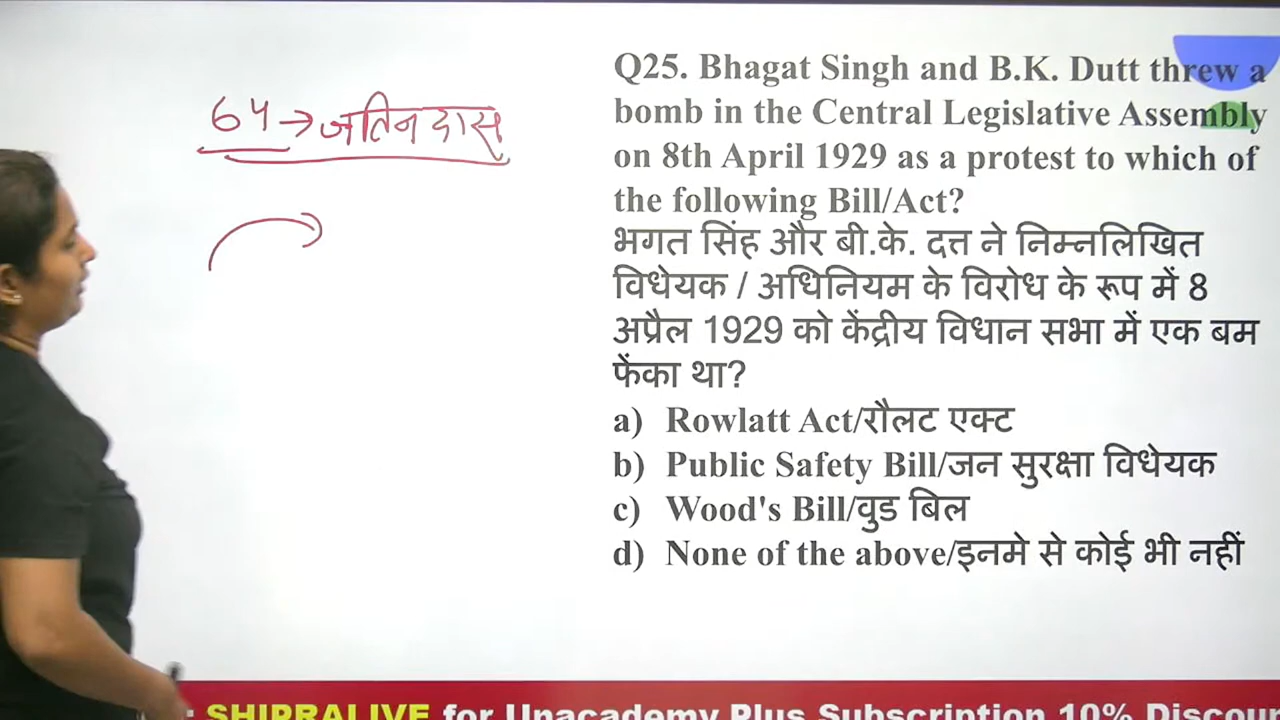 64 → जतिन दास
Q25. Bhagat Singh and B.K. Dutt threw a
bomb in the Central Legislative Assembly
on 8th April 1929 as a protest to which of
the following Bill/Act?
भगत सिंह और बी.के. दत्त ने निम्नलिखित
विधेयक / अधिनियम के विरोध के रूप में 8
अप्रैल 1929 को केंद्रीय विधान सभा में एक बम
फेंका था?
a) Rowlatt Act/रौलट एक्ट
b) Public Safety Bill/जन सुरक्षा विधेयक
c) Wood's Bill/वुड बिल
d) None of the above/इनमे से कोई भी नहीं
: SHIPRALIVE for Unacademy Plus Subscription 10% Discou